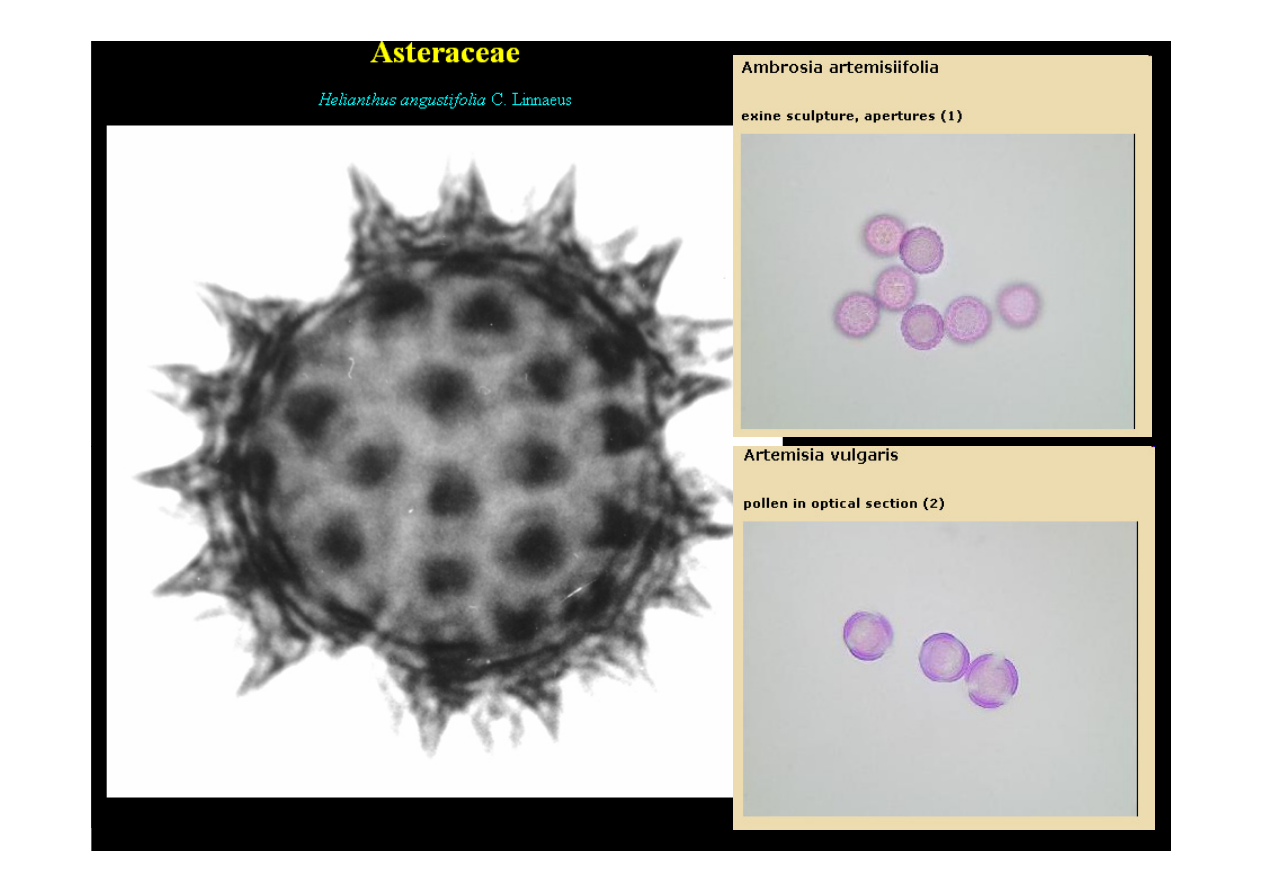 Asteraceae
Helianthus angustifolia C. Linnaeus
Ambrosia artemisiifolia
exine sculpture, apertures (1)
Artemisia vulgaris
pollen in optical section (2)